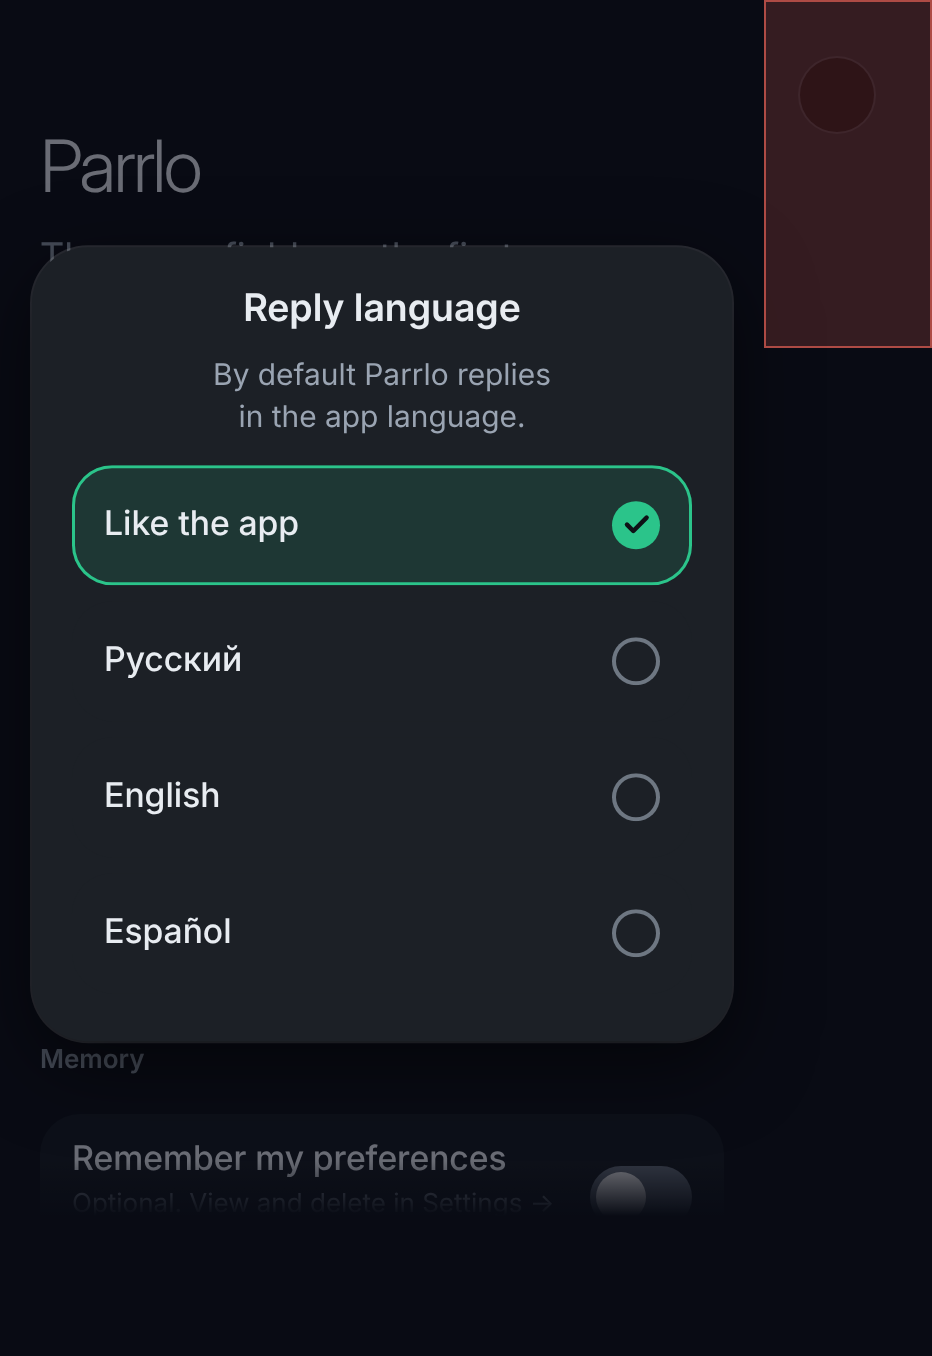 Parrlo
Reply language
By default Parrlo replies
in the app language.
Like the app
Русский
English
Español
Memory
Remember my preferences
Optional. View and delete in Settings →